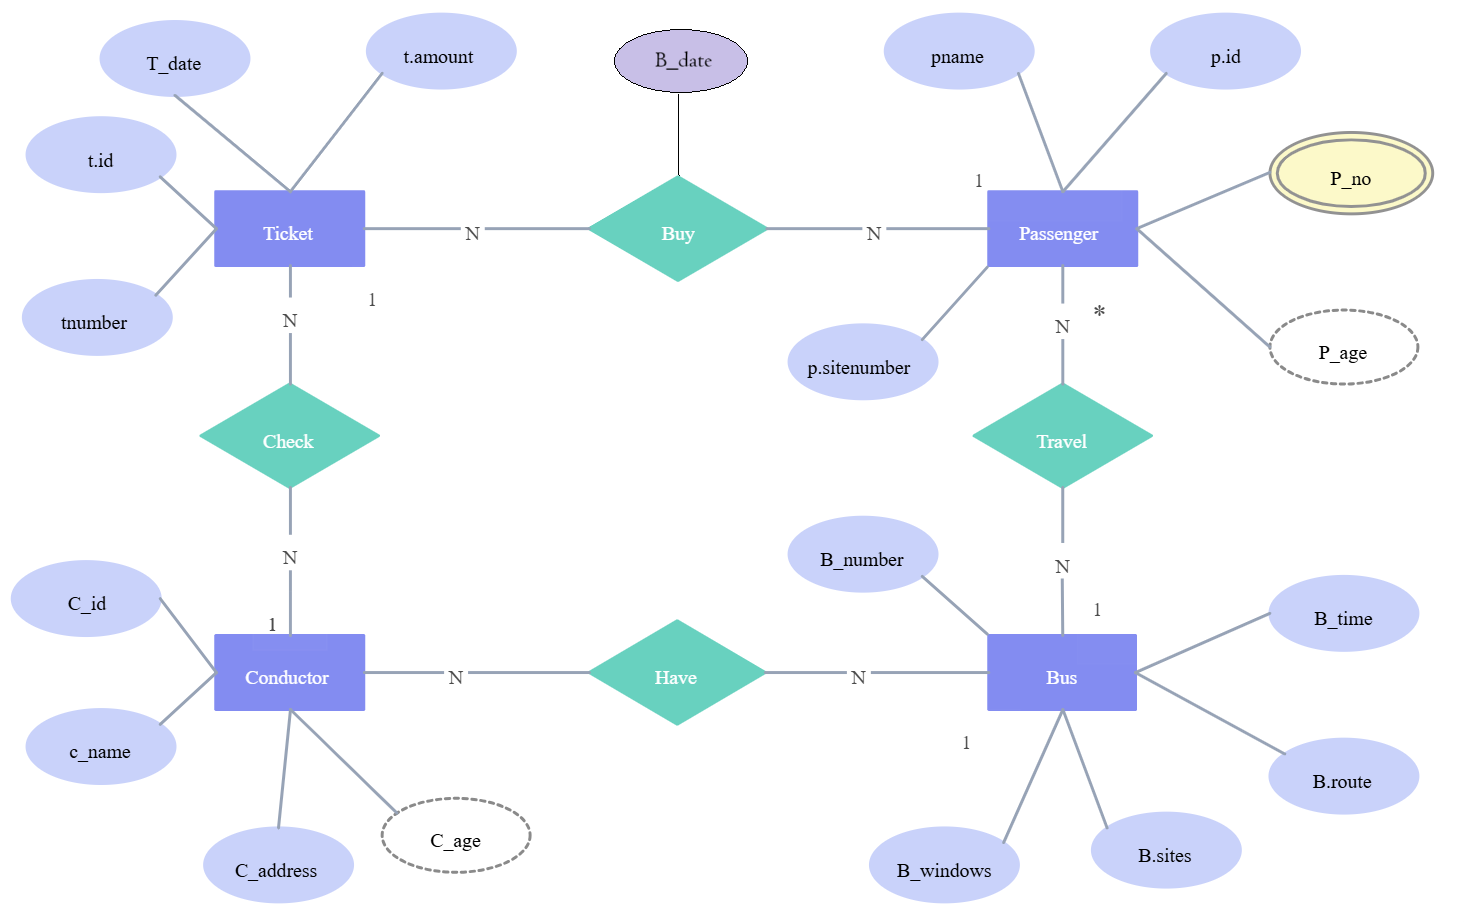 T_date
t.amount
B_date
pname
p.id
t.id
P_no
1
Ticket
N
Buy
N
Passenger
1
*
tnumber
N
N
P_age
p.sitenumber
Check
Travel
N
B_number
N
C_id
1
1
B_time
Conductor
N
Have
N
Bus
c_name
1
B.route
C_age
B.sites
C_address
B_windows